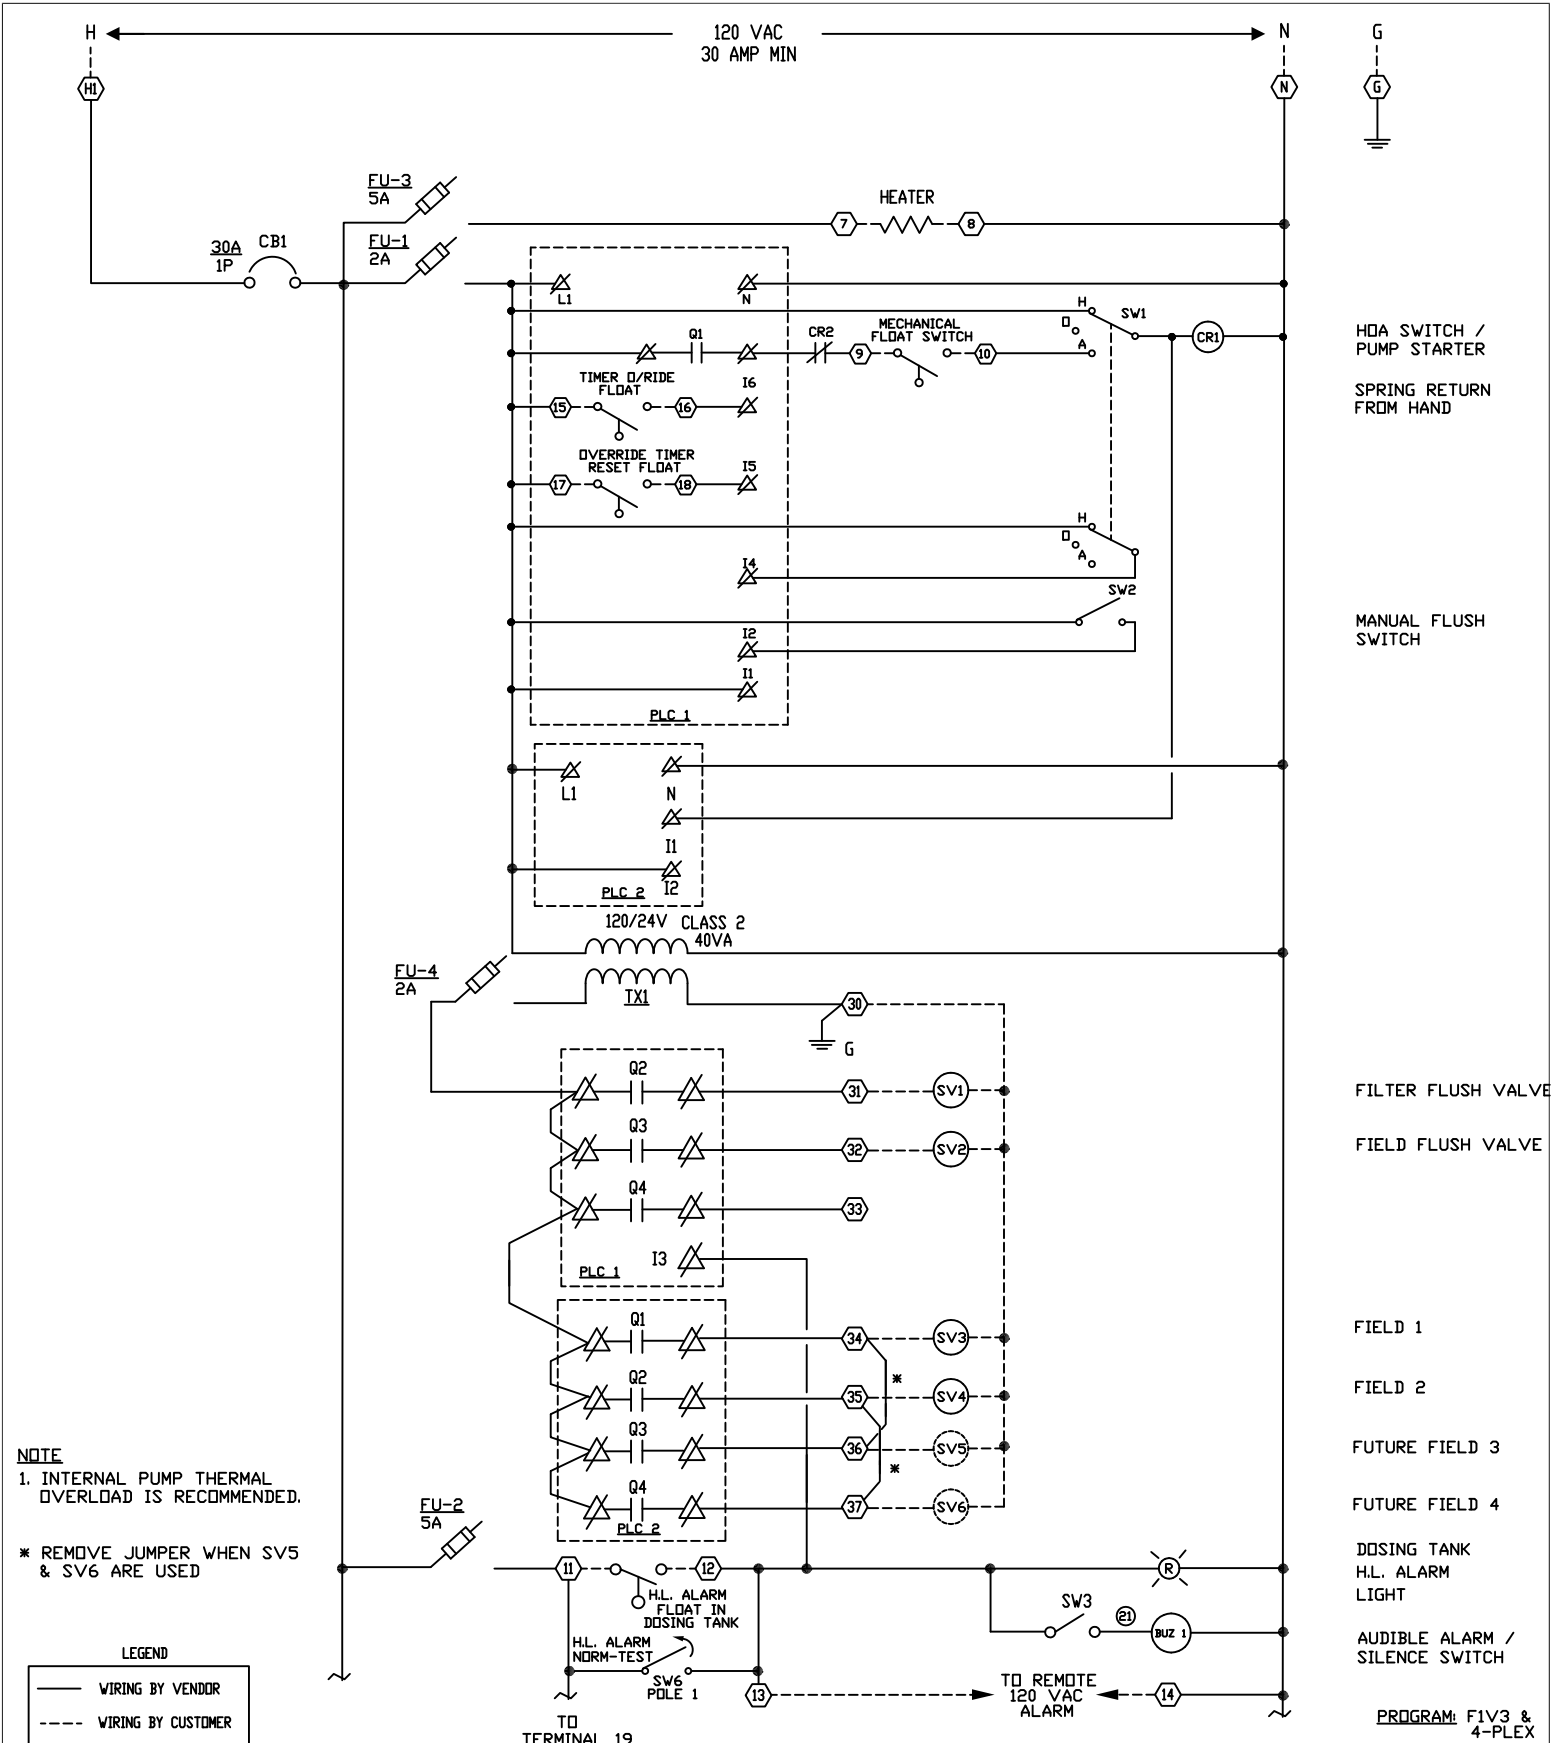 H
120 VAC
30 AMP MIN
N
G
H1
N
G
FU-3
5A
HEATER
7
8
30A
1P
CB1
FU-1
2A
L1
N
H
O
A
SW1
CR1
HOA SWITCH /
PUMP STARTER
Q1
CR2
MECHANICAL
FLOAT SWITCH
9
10
SPRING RETURN
FROM HAND
TIMER O/RIDE
FLOAT
I6
15
16
OVERRIDE TIMER
RESET FLOAT
I5
17
18
H
O
A
I4
SW2
MANUAL FLUSH
SWITCH
I2
I1
PLC 1
L1
N
I1
I2
PLC 2
120/24V CLASS 2
40VA
FU-4
2A
TX1
30
G
Q2
31
SV1
FILTER FLUSH VALVE
Q3
32
SV2
FIELD FLUSH VALVE
Q4
33
I3
PLC 1
Q1
34
SV3
FIELD 1
*
Q2
35
SV4
FIELD 2
Q3
36
SV5
FUTURE FIELD 3
*
Q4
37
SV6
FUTURE FIELD 4
PLC 2
NOTE
1. INTERNAL PUMP THERMAL
OVERLOAD IS RECOMMENDED.
* REMOVE JUMPER WHEN SV5
& SV6 ARE USED
FU-2
5A
11
12
H.L. ALARM
FLOAT IN
DOSING TANK
R
DOSING TANK
H.L. ALARM
LIGHT
SW3
21
BUZ 1
AUDIBLE ALARM /
SILENCE SWITCH
H.L. ALARM
NORM-TEST
SW6
POLE 1
13
TO REMOTE
120 VAC
ALARM
14
TO
TERMINAL 19
LEGEND
WIRING BY VENDOR
WIRING BY CUSTOMER
PROGRAM: F1V3 &
4-PLEX